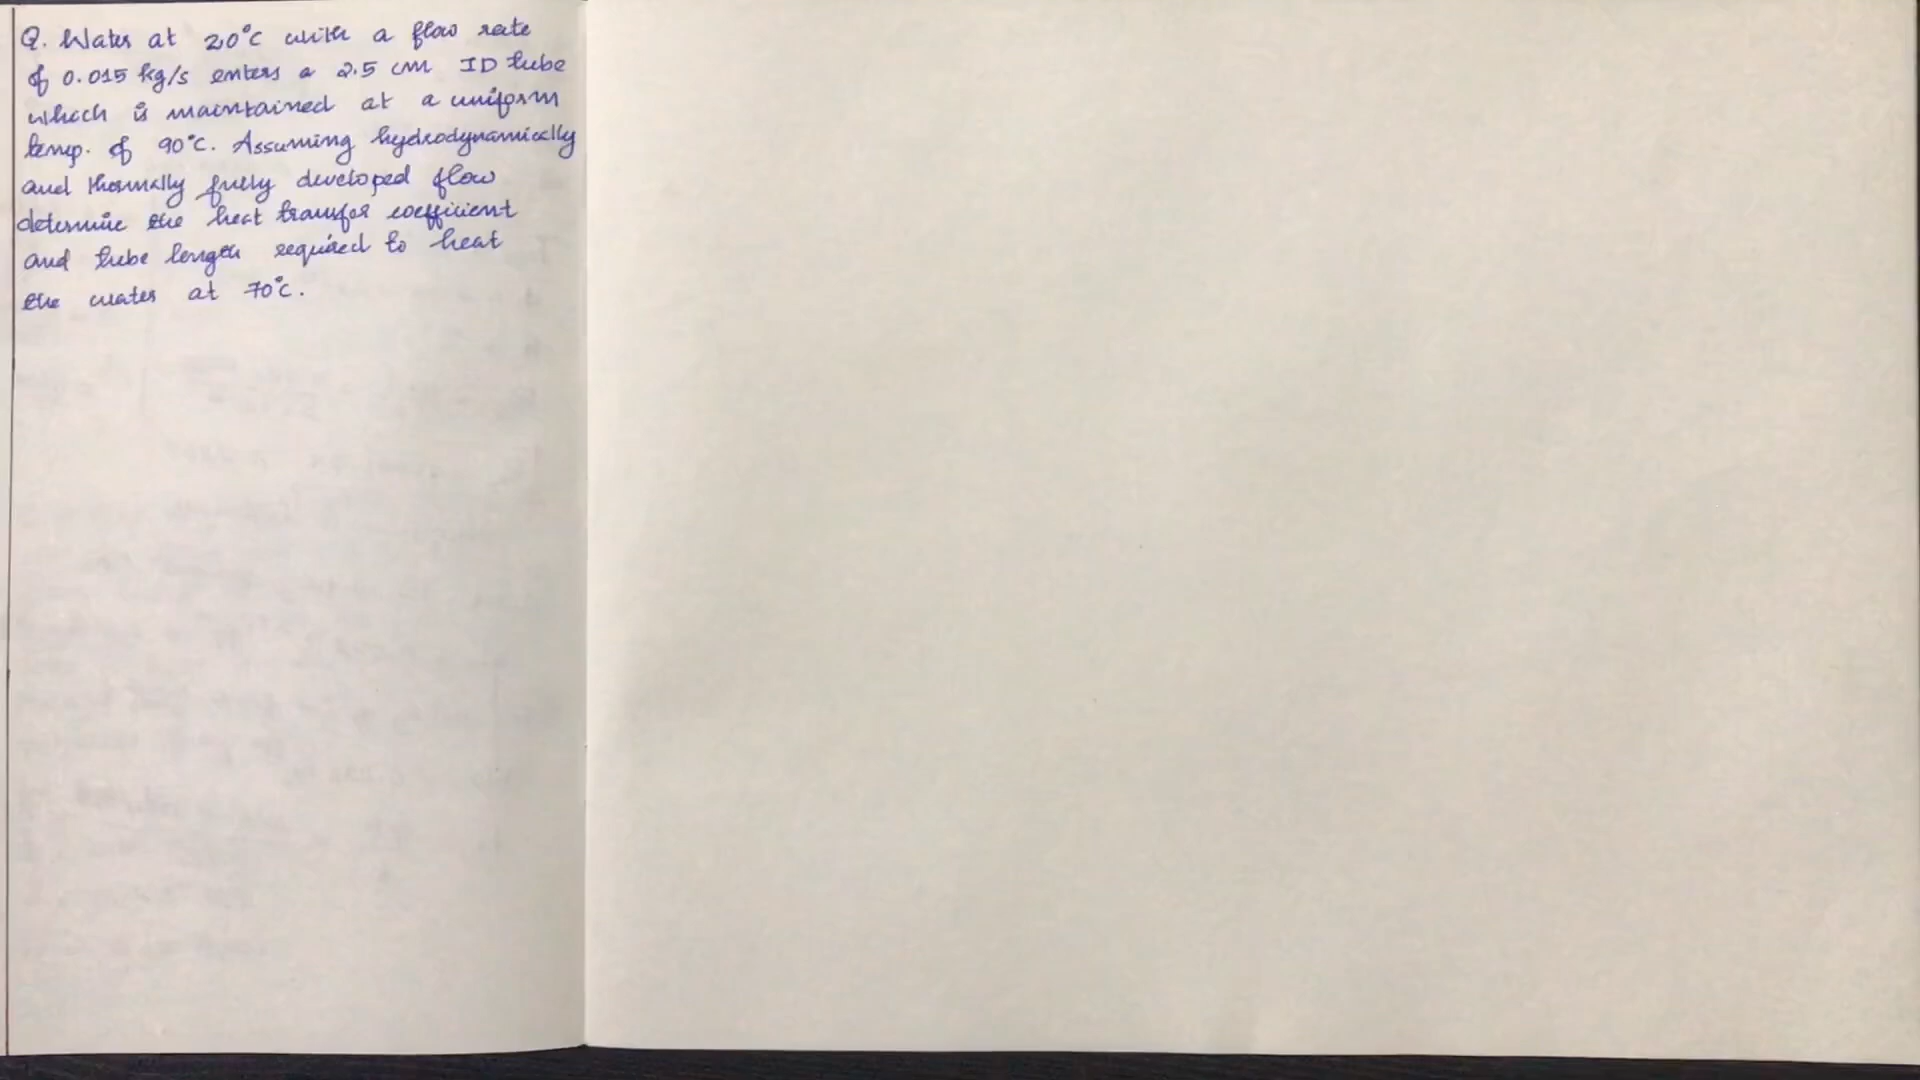 Q. Water at 20°C with a flow rate
of 0.015 kg/s enters a 2.5 cm ID tube
which is maintained at a uniform
temp. of 90°C. Assuming hydrodynamically
and thermally fully developed flow
determine the heat transfer coefficient
and tube length required to heat
the water at 70°C.